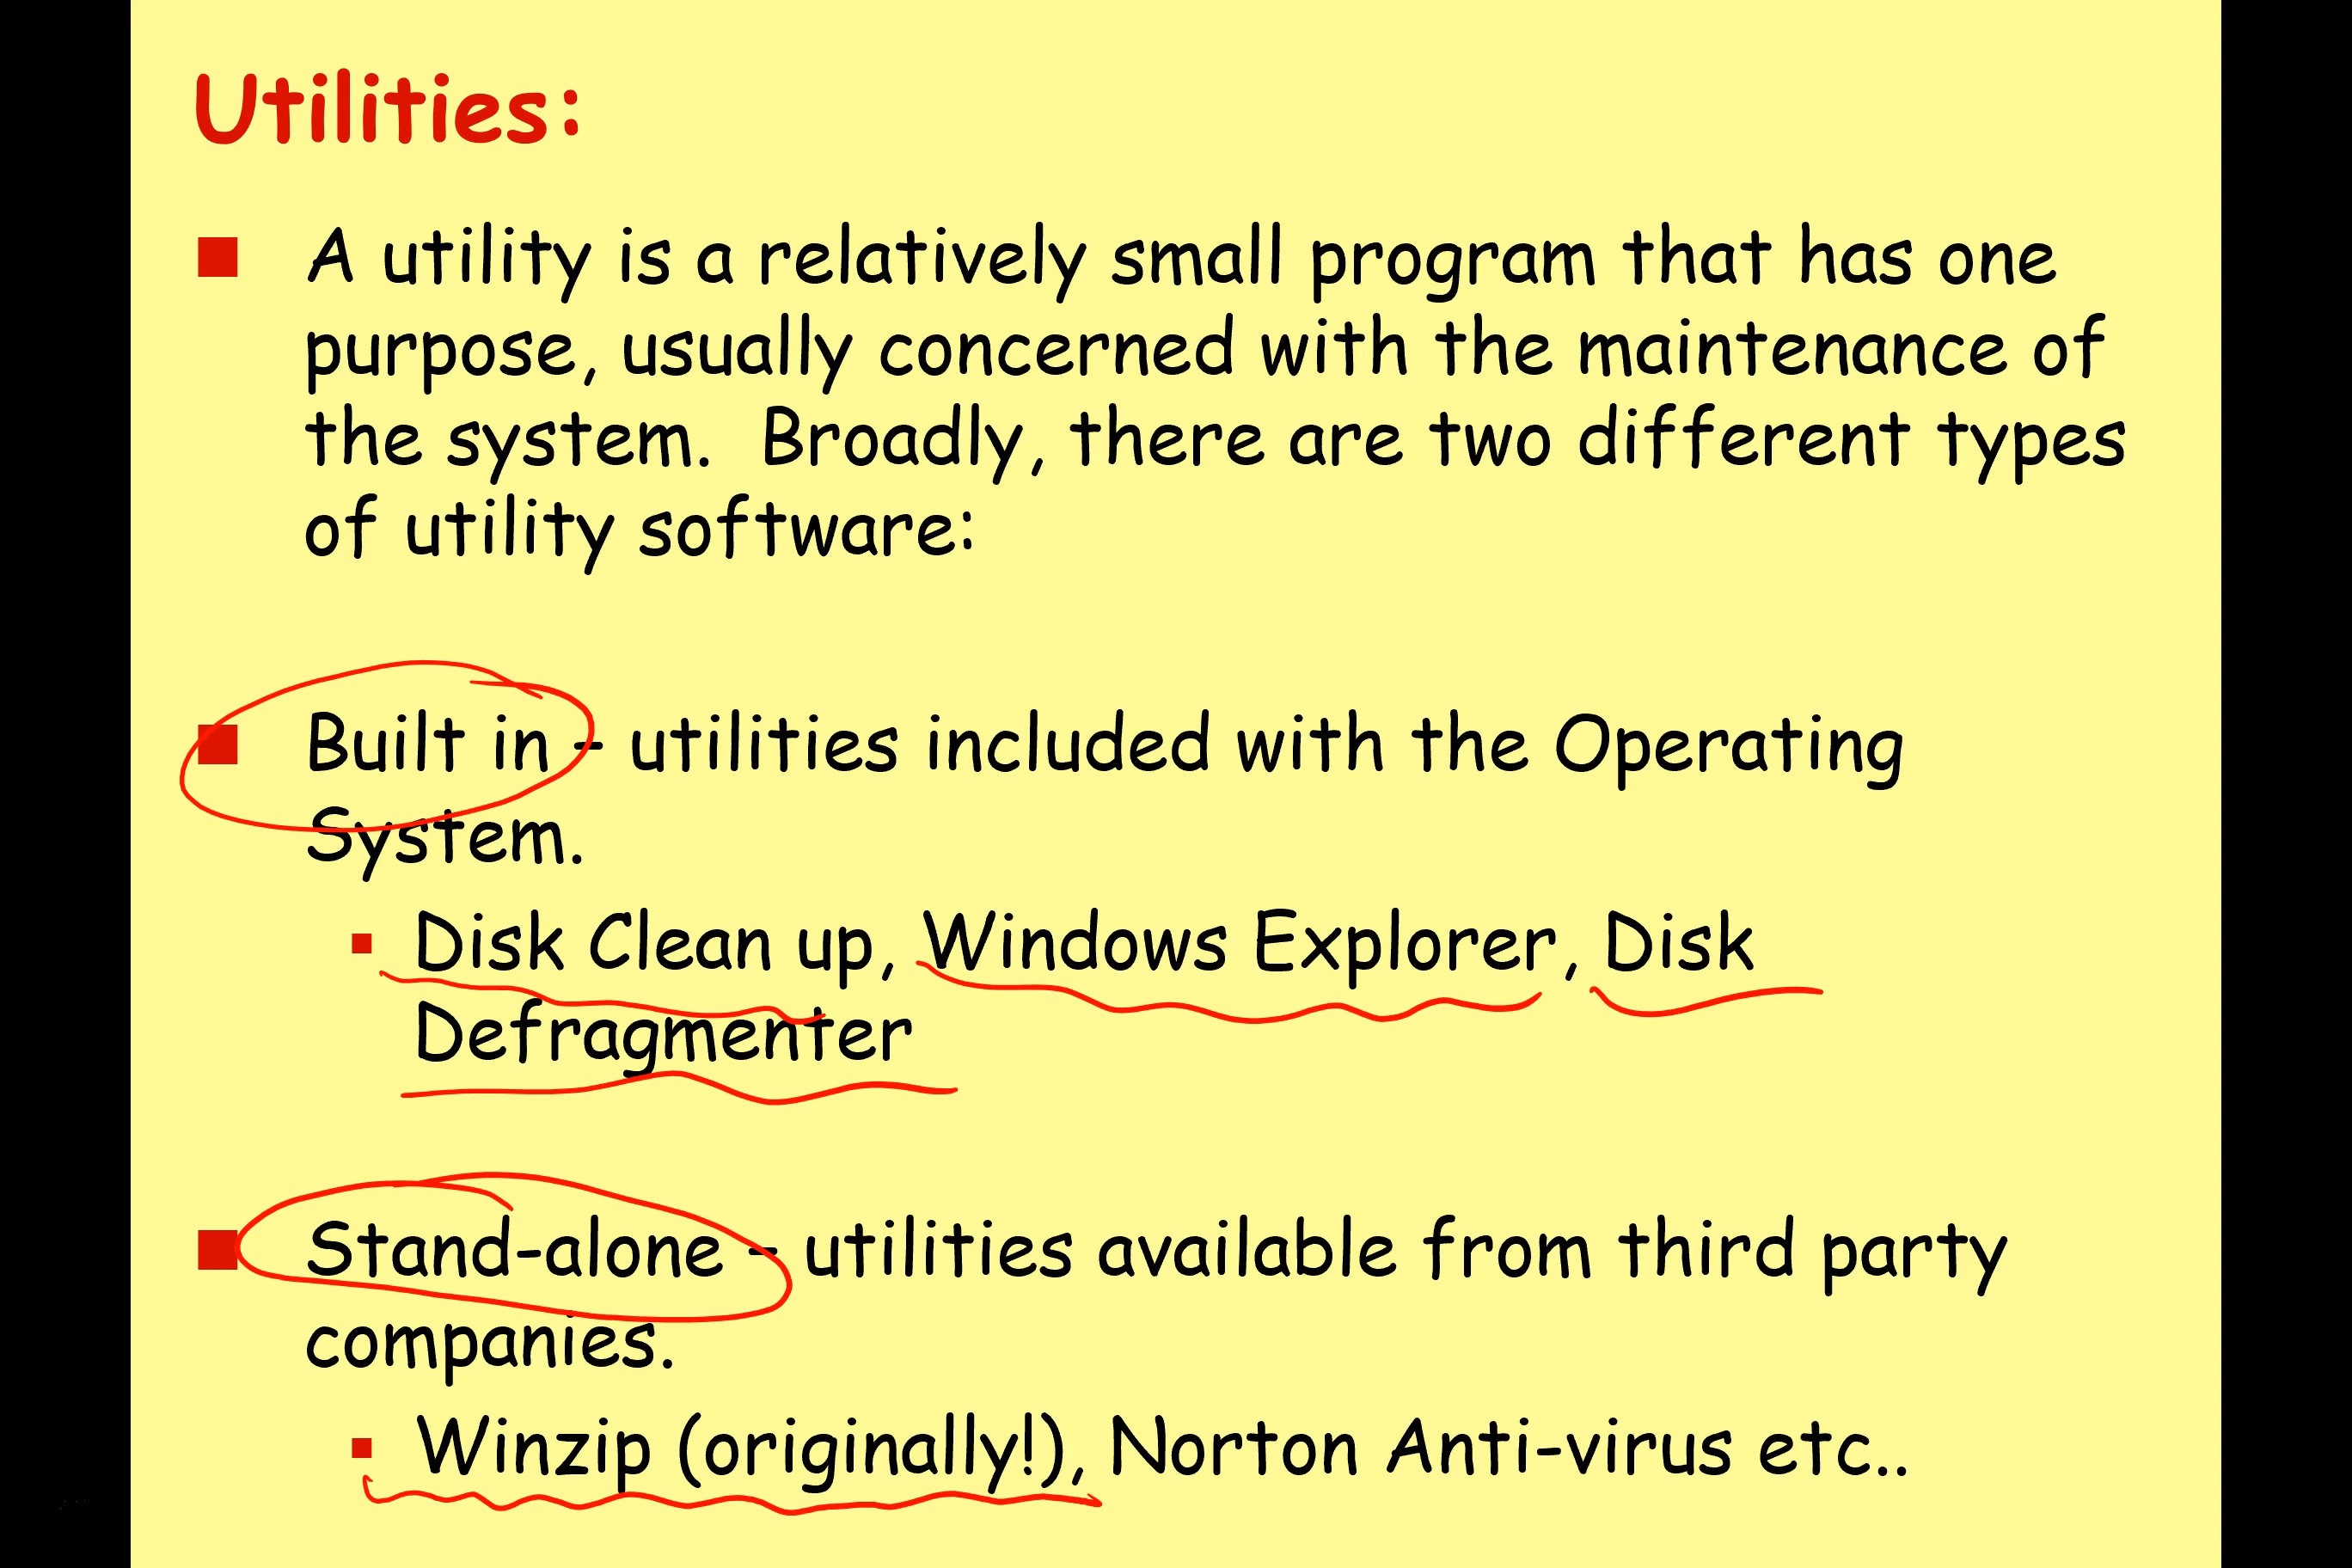 Utilities:
A utility is a relatively small program that has one
purpose, usually concerned with the maintenance of
the system.  Broadly, there are two different types
of utility software:
Built in – utilities included with the Operating
System.
Disk Clean up, Windows Explorer, Disk
Defragmenter
Stand-alone – utilities available from third party
companies.
Winzip (originally!), Norton Anti-virus etc..